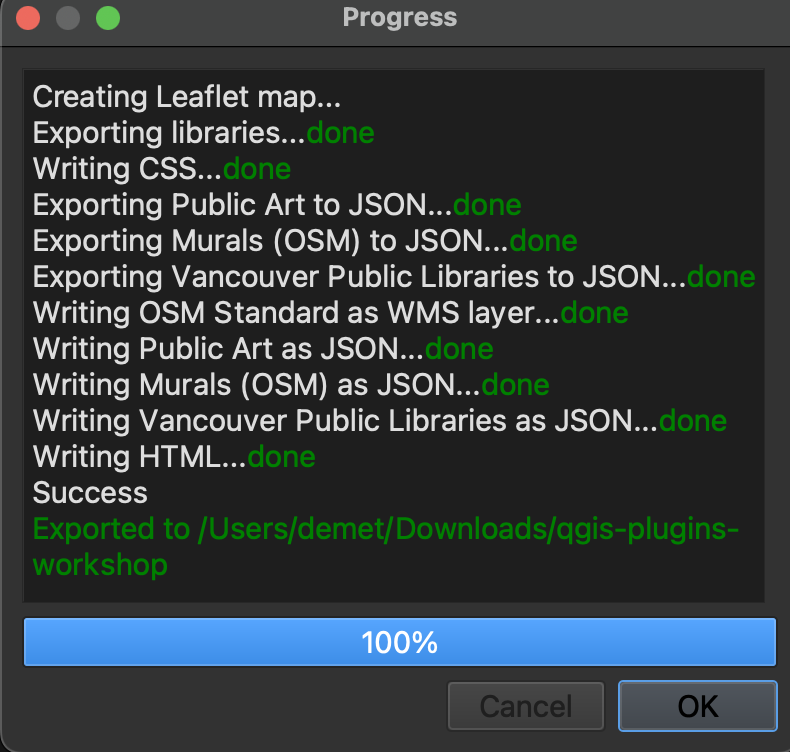 Progress
Creating Leaflet map...
Exporting libraries...done
Writing CSS...done
Exporting Public Art to JSON...done
Exporting Murals (OSM) to JSON...done
Exporting Vancouver Public Libraries to JSON...done
Writing OSM Standard as WMS layer...done
Writing Public Art as JSON...done
Writing Murals (OSM) as JSON...done
Writing Vancouver Public Libraries as JSON...done
Writing HTML...done
Success
Exported to /Users/demet/Downloads/qgis-plugins-
workshop
100%
Cancel OK